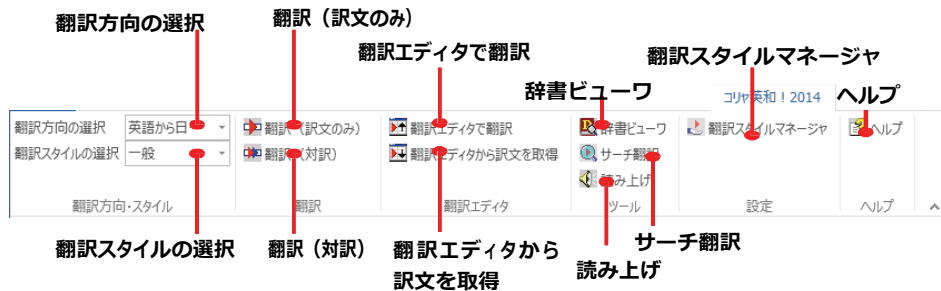 翻訳方向の選択
翻訳（訳文のみ）
翻訳エディタで翻訳
辞書ビューワ
翻訳スタイルマネージャ
ヘルプ
コリャ英和！2014
翻訳方向の選択 英語から日 翻訳（訳文のみ） 翻訳エディタで翻訳 辞書ビューワ 翻訳スタイルマネージャ ヘルプ
翻訳スタイルの選択 一般 翻訳（対訳） 翻訳エディタから訳文を取得 サーチ翻訳
読み上げ
翻訳方向・スタイル 翻訳 翻訳エディタ ツール 設定 ヘルプ
翻訳スタイルの選択
翻訳（対訳）
翻訳エディタから
訳文を取得
読み上げ
サーチ翻訳